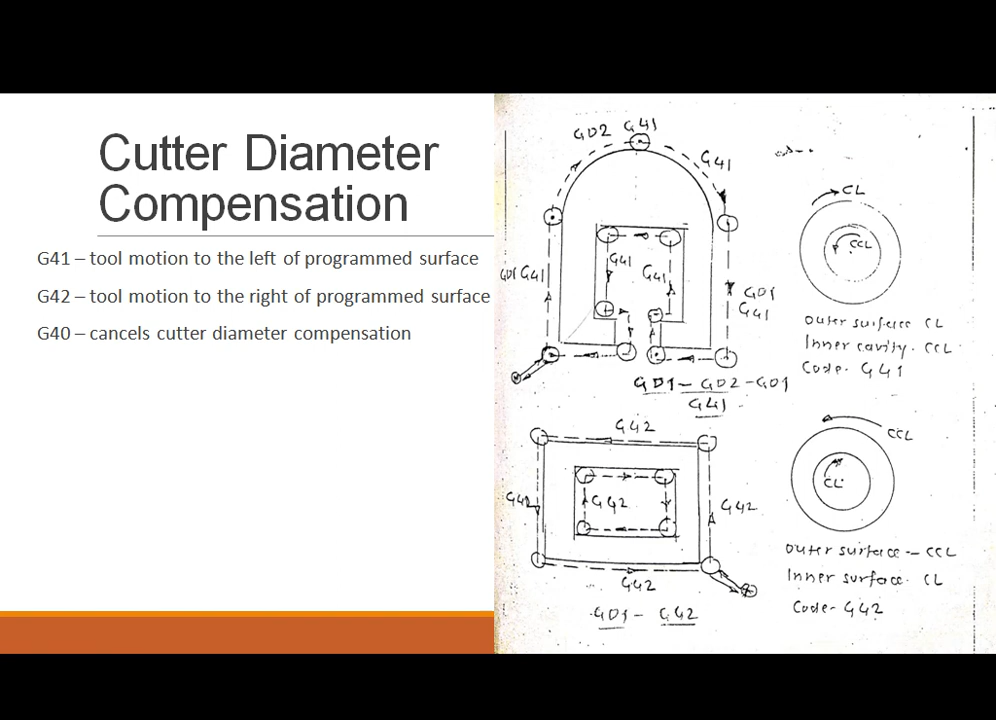 Cutter Diameter
Compensation
G41 – tool motion to the left of programmed surface
G42 – tool motion to the right of programmed surface
G40 – cancels cutter diameter compensation
G02 G41
G41
G01 G41
G41
G41
G01
G41
G01 - G02 - G01
G41
CL
CCL
Outer surface CL
Inner cavity. CCL
Code - G41
G42
G42
G42
G42
G42
G01 - G42
CCL
CL
Outer surface - CCL
Inner surface - CL
Code - G42